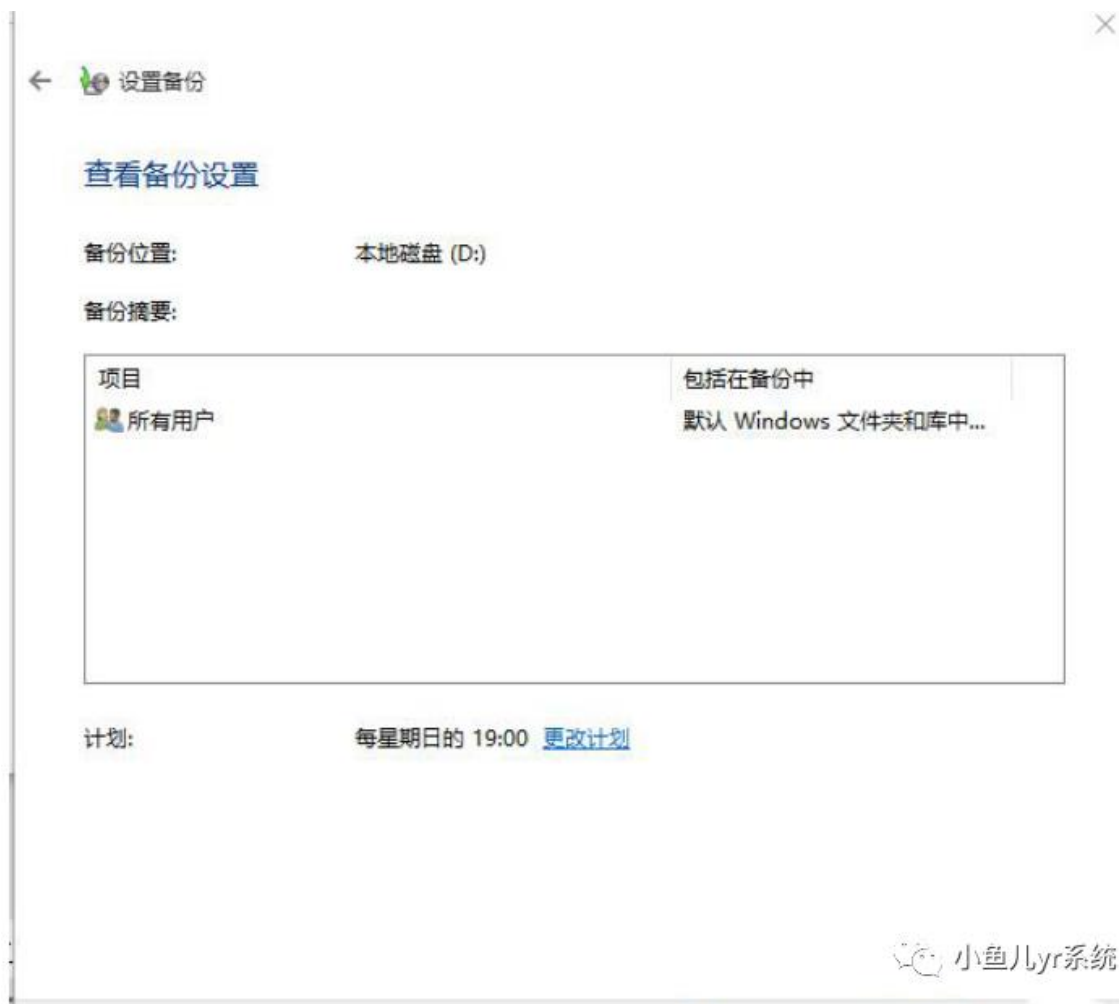 设置备份
查看备份设置
备份位置: 本地磁盘 (D:)
备份摘要:
项目 包括在备份中
所有用户 默认 Windows 文件夹和库中...
计划: 每星期日的 19:00 更改计划
小鱼儿yr系统